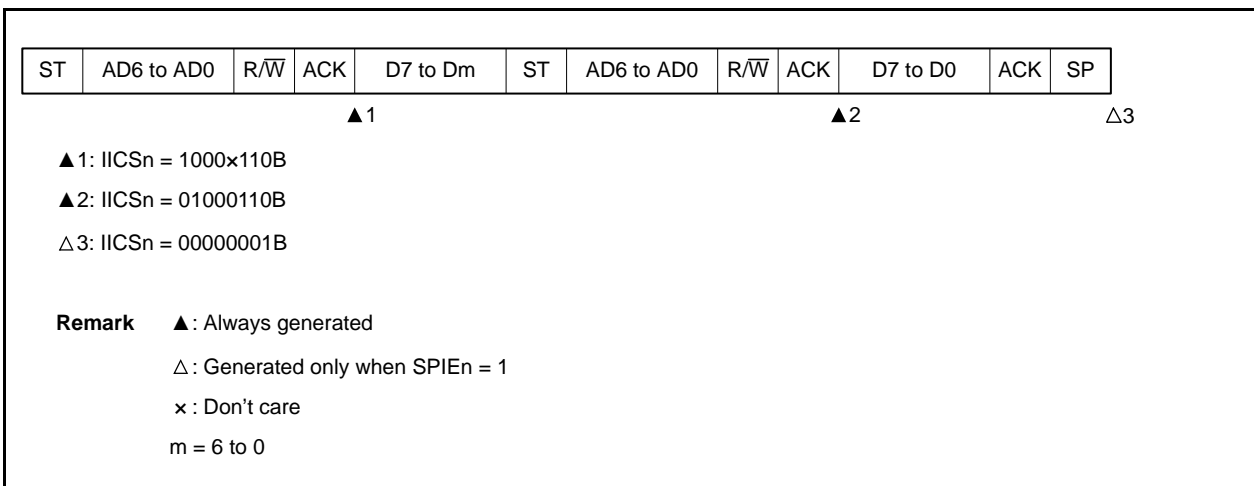 ST AD6 to AD0 R/W̅ ACK D7 to Dm ST AD6 to AD0 R/W̅ ACK D7 to D0 ACK SP
▲1 ▲2 △3
▲1: IICSn = 1000×110B
▲2: IICSn = 01000110B
△3: IICSn = 00000001B
Remark ▲: Always generated
△: Generated only when SPIEn = 1
×: Don't care
m = 6 to 0